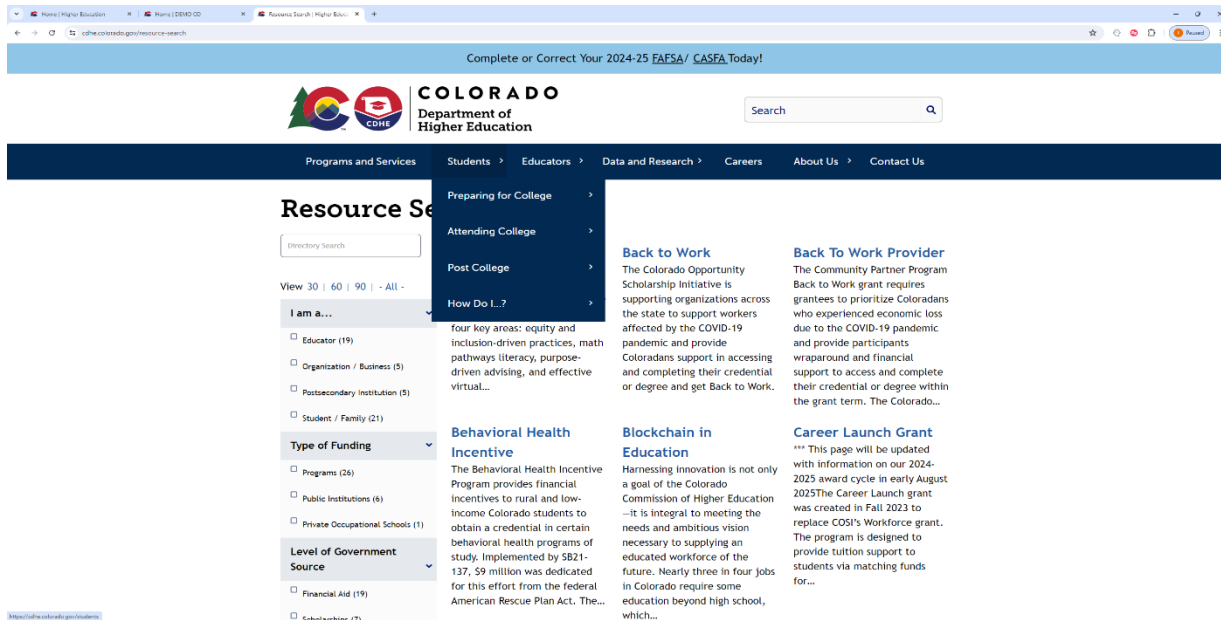 Home | Higher Education
Home | DEMO CO
Resource Search | Higher Educ
cdhe.colorado.gov/resource-search
Paused
Complete or Correct Your 2024-25 FAFSA/ CASFA Today!
CDHE
COLORADO
Department of
Higher Education
Search
Programs and Services
Students
Educators
Data and Research
Careers
About Us
Contact Us
Preparing for College
Attending College
Post College
How Do I...?
Resource Se
Directory Search
View 30 | 60 | 90 | - All -
I am a...
Educator (19)
Organization / Business (5)
Postsecondary Institution (5)
Student / Family (21)
Type of Funding
Programs (26)
Public Institutions (6)
Private Occupational Schools (1)
Level of Government
Source
Financial Aid (19)
Scholarships (7)
four key areas: equity and
inclusion-driven practices, math
pathways literacy, purpose-
driven advising, and effective
virtual...
Back to Work
The Colorado Opportunity
Scholarship Initiative is
supporting organizations across
the state to support workers
affected by the COVID-19
pandemic and provide
Coloradans support in accessing
and completing their credential
or degree and get Back to Work.
Back To Work Provider
The Community Partner Program
Back to Work grant requires
grantees to prioritize Coloradans
who experienced economic loss
due to the COVID-19 pandemic
and provide participants
wraparound and financial
support to access and complete
their credential or degree within
the grant term. The Colorado...
Behavioral Health
Incentive
The Behavioral Health Incentive
Program provides financial
incentives to rural and low-
income Colorado students to
obtain a credential in certain
behavioral health programs of
study. Implemented by SB21-
137, $9 million was dedicated
for this effort from the federal
American Rescue Plan Act. The...
Blockchain in
Education
Harnessing innovation is not only
a goal of the Colorado
Commission of Higher Education
—it is integral to meeting the
needs and ambitious vision
necessary to supplying an
educated workforce of the
future. Nearly three in four jobs
in Colorado require some
education beyond high school,
which...
Career Launch Grant
*** This page will be updated
with information on our 2024-
2025 award cycle in early August
2025The Career Launch grant
was created in Fall 2023 to
replace COSI's Workforce grant.
The program is designed to
provide tuition support to
students via matching funds
for...
https://cdhe.colorado.gov/students